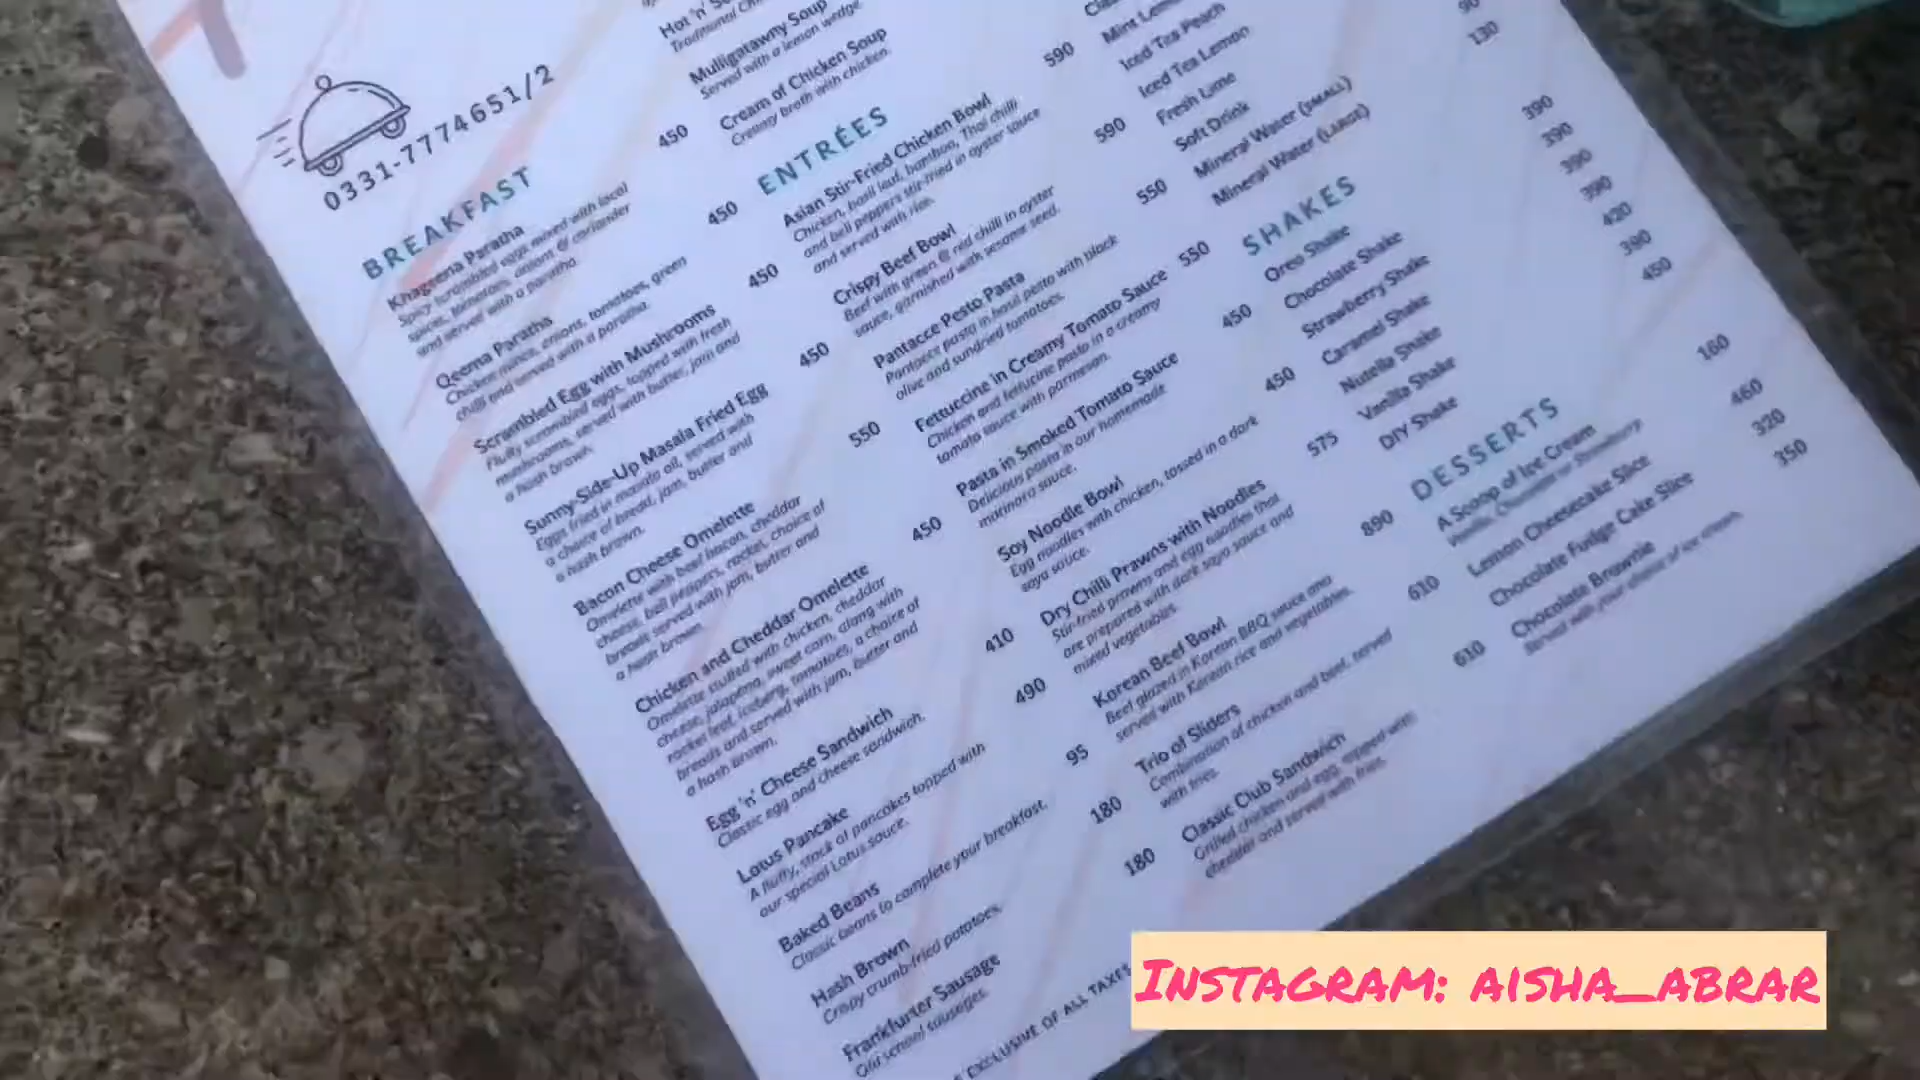 0331-7774651/2
BREAKFAST
Khageena Paratha 450
Spicy scrambled eggs mixed with local
spices, tomatoes, onions & coriander
and served with a paratha.
Qeema Paratha 450
Chicken mince, onions, tomatoes, green
chilli and served with a paratha.
Scrambled Egg with Mushrooms 450
Fluffy scrambled eggs, topped with fresh
mushrooms, served with butter, jam and
a hash brown.
Sunny-Side-Up Masala Fried Egg 450
Eggs fried in masala oil, served with
a choice of bread, jam, butter and
a hash brown.
Bacon Cheese Omelette 550
Omelette with beef bacon, cheddar
cheese, bell peppers, rocket, choice of
breads served with jam, butter and
a hash brown.
Chicken and Cheddar Omelette 450
Omelette stuffed with chicken, cheddar
cheese, jalapeno, sweet corn, along with
rocket leaf, iceberg, tomatoes, a choice of
breads and served with jam, butter and
a hash brown.
Egg 'n' Cheese Sandwich 410
Classic egg and cheese sandwich.
Lotus Pancake 490
A fluffy, stack of pancakes topped with
our special Lotus sauce.
Baked Beans 95
Classic beans to complete your breakfast.
Hash Brown 180
Crispy crumb-fried potatoes.
Frankfurter Sausage 180
Old school sausages.
Hot 'n' S
Traditional Ch
Mulligatawny Soup
Served with a lemon wedge.
Cream of Chicken Soup
Creamy broth with chicken.
ENTRÉES
Asian Stir-Fried Chicken Bowl 590
Chicken, basil leaf, bamboo, Thai chilli
and bell peppers stir-fried in oyster sauce
and served with rice.
Crispy Beef Bowl 590
Beef with green & red chilli in oyster
sauce, garnished with sesame seed.
Pantacce Pesto Pasta 550
Pantacce pasta in basil pesto with black
olive and sundried tomatoes.
Fettuccine in Creamy Tomato Sauce 550
Chicken and fettucine pasta in a creamy
tomato sauce with parmesan.
Pasta in Smoked Tomato Sauce 450
Delicious pasta in our homemade
marinara sauce.
Soy Noodle Bowl 450
Egg noodles with chicken, tossed in a dark
soya sauce.
Dry Chilli Prawns with Noodles 575
Stir-fried prawns and egg noodles that
are prepared with dark soya sauce and
mixed vegetables.
Korean Beef Bowl 890
Beef glazed in Korean BBQ sauce and
served with Korean rice and vegetables.
Trio of Sliders 610
Combination of chicken and beef, served
with fries.
Classic Club Sandwich 610
Grilled chicken and egg, topped with
cheddar and served with fries.
EXCLUSIVE OF ALL TAXES
Mint Lem
Iced Tea Peach
Iced Tea Lemon
Fresh Lime
Soft Drink
Mineral Water (SMALL) 90
Mineral Water (LARGE) 130
SHAKES
Oreo Shake 390
Chocolate Shake 390
Strawberry Shake 390
Caramel Shake 390
Nutella Shake 420
Vanilla Shake 390
DIY Shake 450
DESSERTS
A Scoop of Ice Cream 160
Vanilla, Chocolate or Strawberry.
Lemon Cheesecake Slice 460
Chocolate Fudge Cake Slice 320
Chocolate Brownie 350
Served with your choice of ice cream.
INSTAGRAM: AISHA_ABRAR